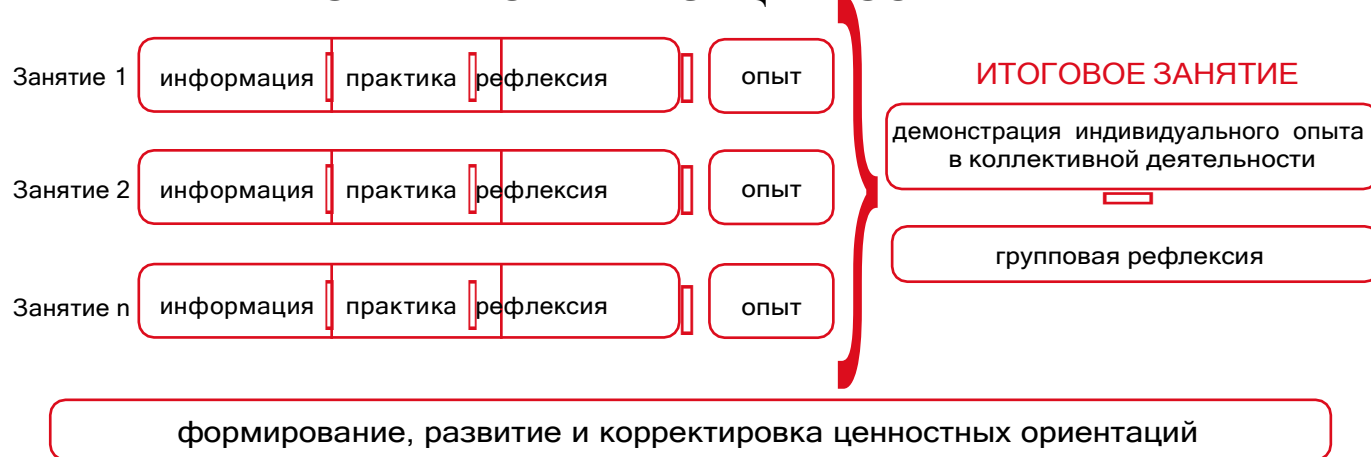 Занятие 1
информация практика рефлексия
опыт
Занятие 2
информация практика рефлексия
опыт
Занятие n
информация практика рефлексия
опыт
ИТОГОВОЕ ЗАНЯТИЕ
демонстрация индивидуального опыта
в коллективной деятельности
групповая рефлексия
формирование, развитие и корректировка ценностных ориентаций